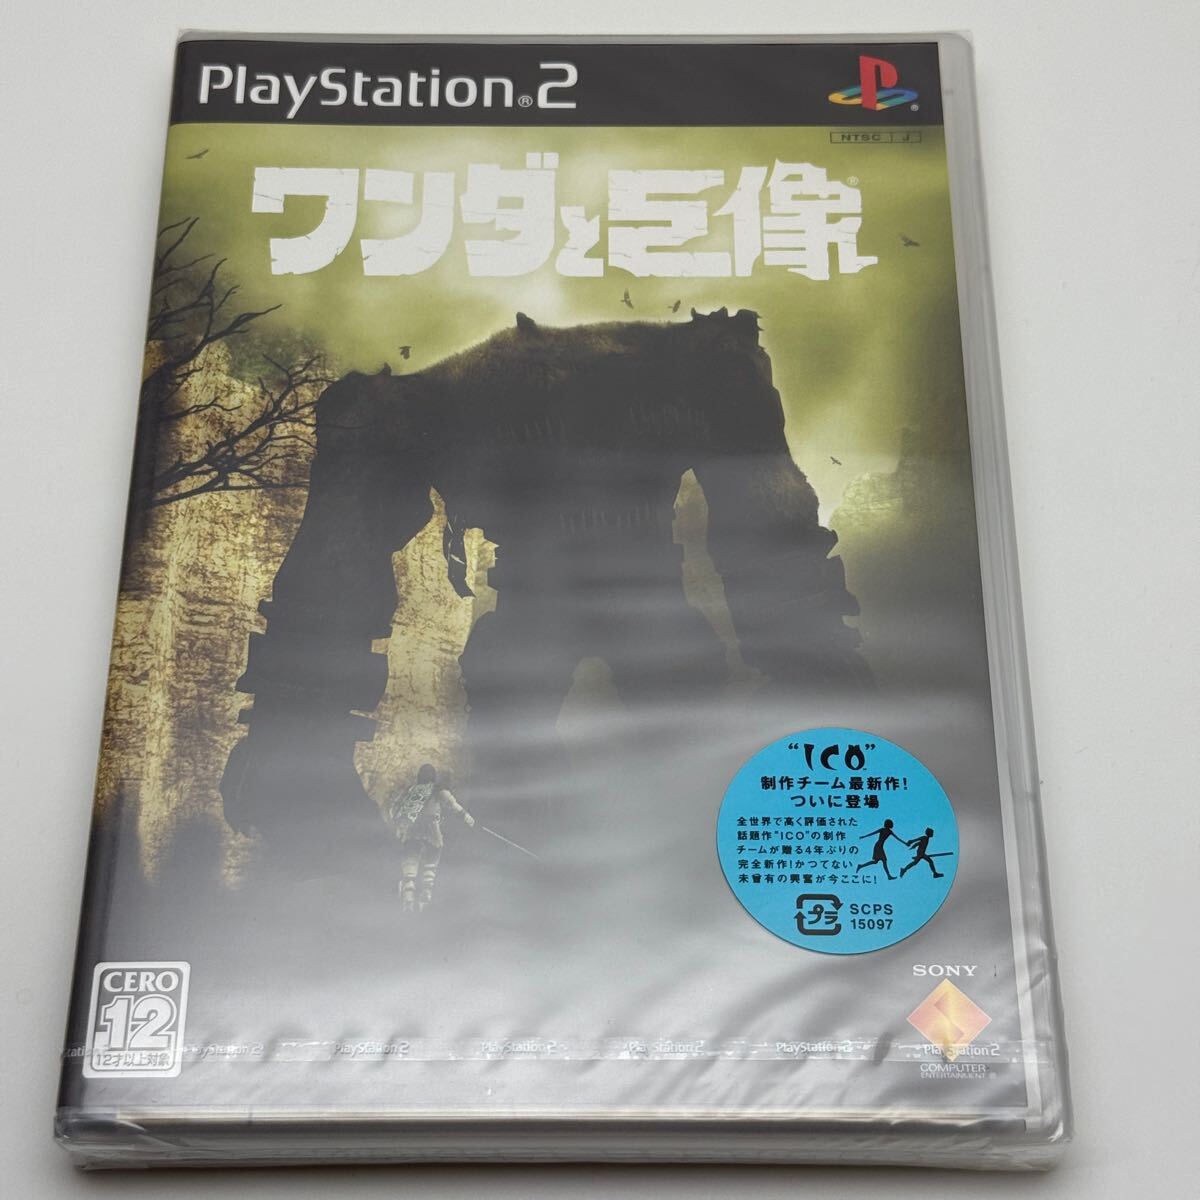 PlayStation®2
®
NTSC J
ワンダと巨像®
"ICO"
制作チーム最新作!
ついに登場
全世界で高く評価された
話題作"ICO"の制作
チームが贈る4年ぶりの
完全新作!かつてない
未曾有の興奮が今ここに!
プラ
SCPS
15097
CERO
12
12才以上対象
SONY
PlayStation 2 PlayStation 2 PlayStation 2 PlayStation 2 PlayStation 2 PlayStation 2
COMPUTER
ENTERTAINMENT ®